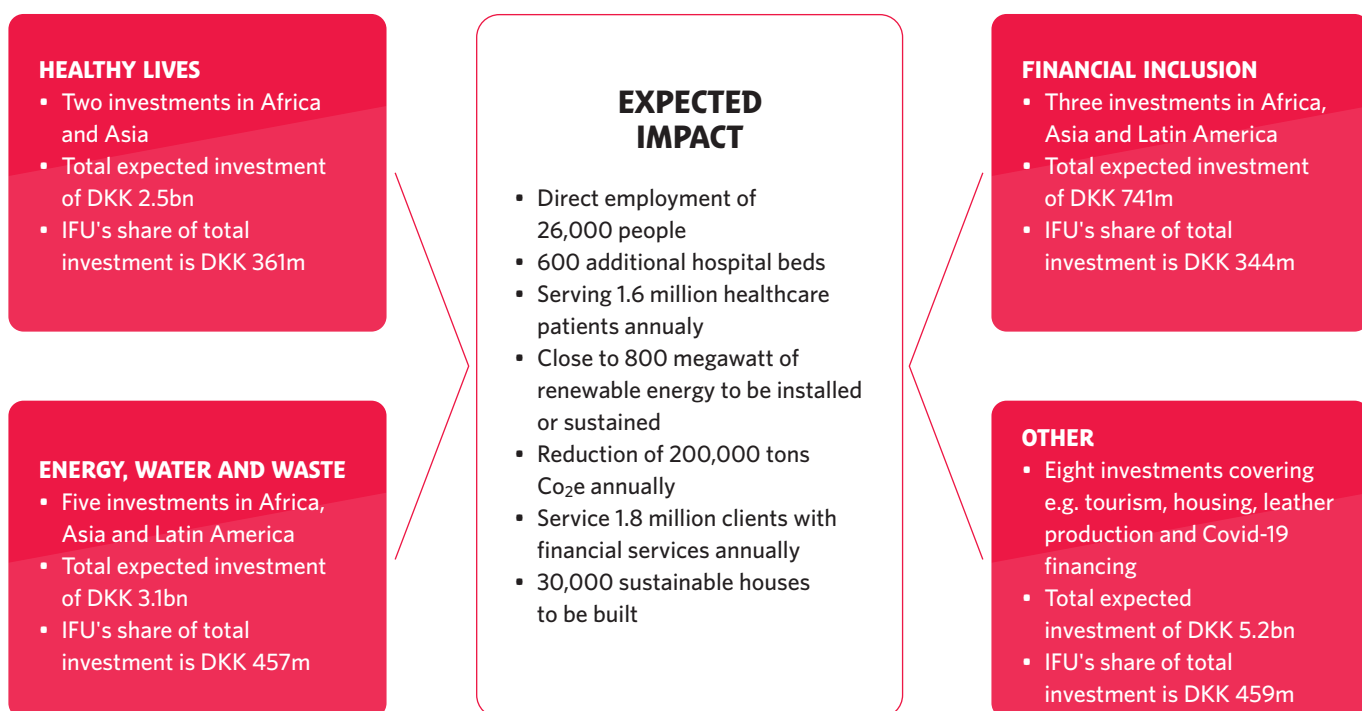 HEALTHY LIVES
▪ Two investments in Africa
and Asia
▪ Total expected investment
of DKK 2.5bn
▪ IFU's share of total
investment is DKK 361m
ENERGY, WATER AND WASTE
▪ Five investments in Africa,
Asia and Latin America
▪ Total expected investment
of DKK 3.1bn
▪ IFU's share of total
investment is DKK 457m
EXPECTED
IMPACT
▪ Direct employment of
26,000 people
▪ 600 additional hospital beds
▪ Serving 1.6 million healthcare
patients annualy
▪ Close to 800 megawatt of
renewable energy to be installed
or sustained
▪ Reduction of 200,000 tons
Co₂e annually
▪ Service 1.8 million clients with
financial services annually
▪ 30,000 sustainable houses
to be built
FINANCIAL INCLUSION
▪ Three investments in Africa,
Asia and Latin America
▪ Total expected investment
of DKK 741m
▪ IFU's share of total
investment is DKK 344m
OTHER
▪ Eight investments covering
e.g. tourism, housing, leather
production and Covid-19
financing
▪ Total expected
investment of DKK 5.2bn
▪ IFU's share of total
investment is DKK 459m